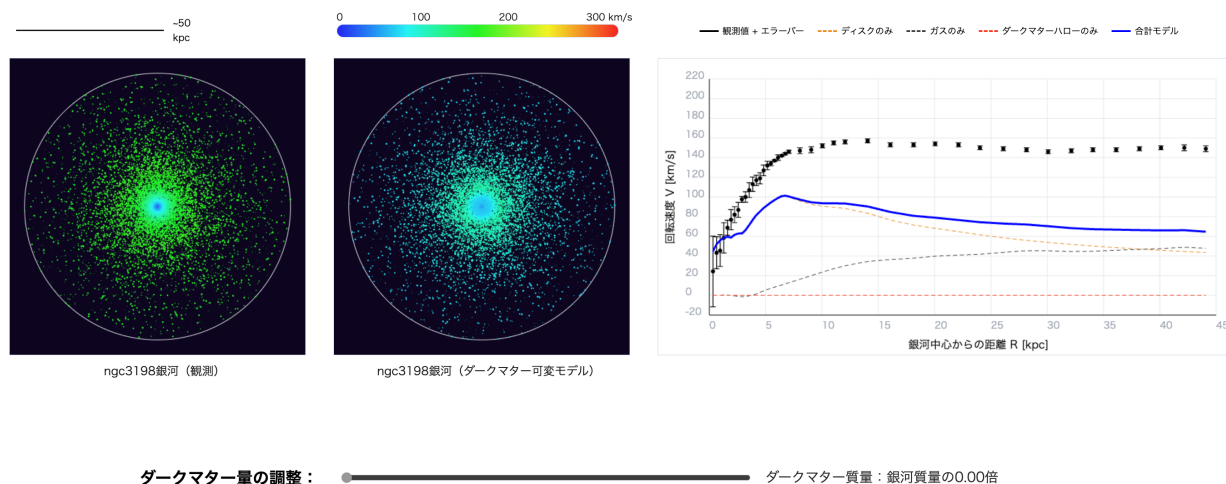 ~50
kpc
0 100 200 300 km/s
観測値 + エラーバー ディスクのみ ガスのみ ダークマターハローのみ 合計モデル
220
200
180
160
140
120
100
80
60
40
20
0
-20
回転速度 V [km/s]
0 5 10 15 20 25 30 35 40 45
銀河中心からの距離 R [kpc]
ngc3198銀河（観測）
ngc3198銀河（ダークマター可変モデル）
ダークマター量の調整： ダークマター質量：銀河質量の0.00倍